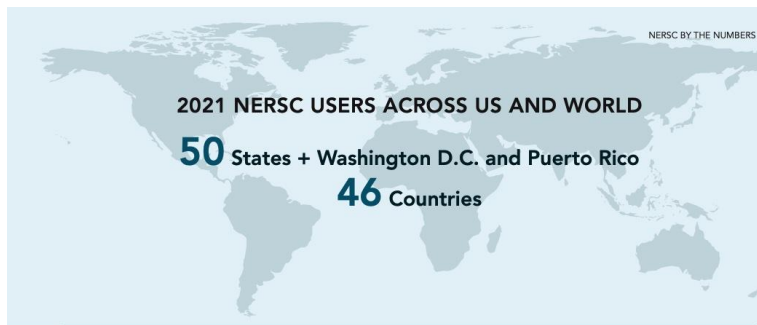 NERSC BY THE NUMBERS
2021 NERSC USERS ACROSS US AND WORLD
50 States + Washington D.C. and Puerto Rico
46 Countries